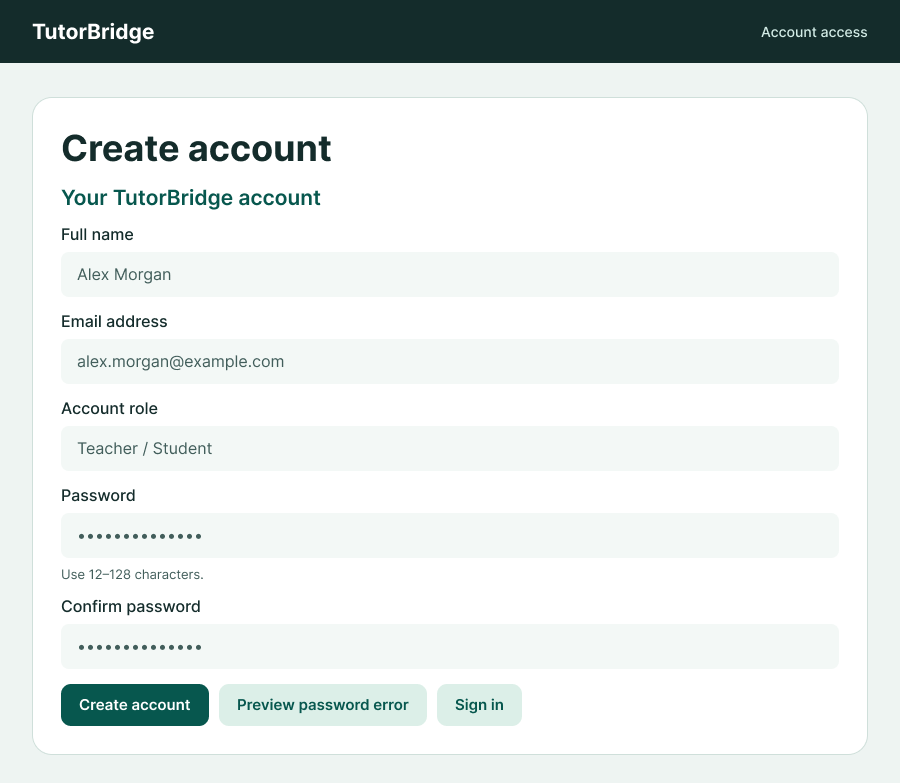 TutorBridge
Account access
Create account
Your TutorBridge account
Full name
Alex Morgan
Email address
alex.morgan@example.com
Account role
Teacher / Student
Password
••••••••••••••
Use 12–128 characters.
Confirm password
••••••••••••••
Create account
Preview password error
Sign in